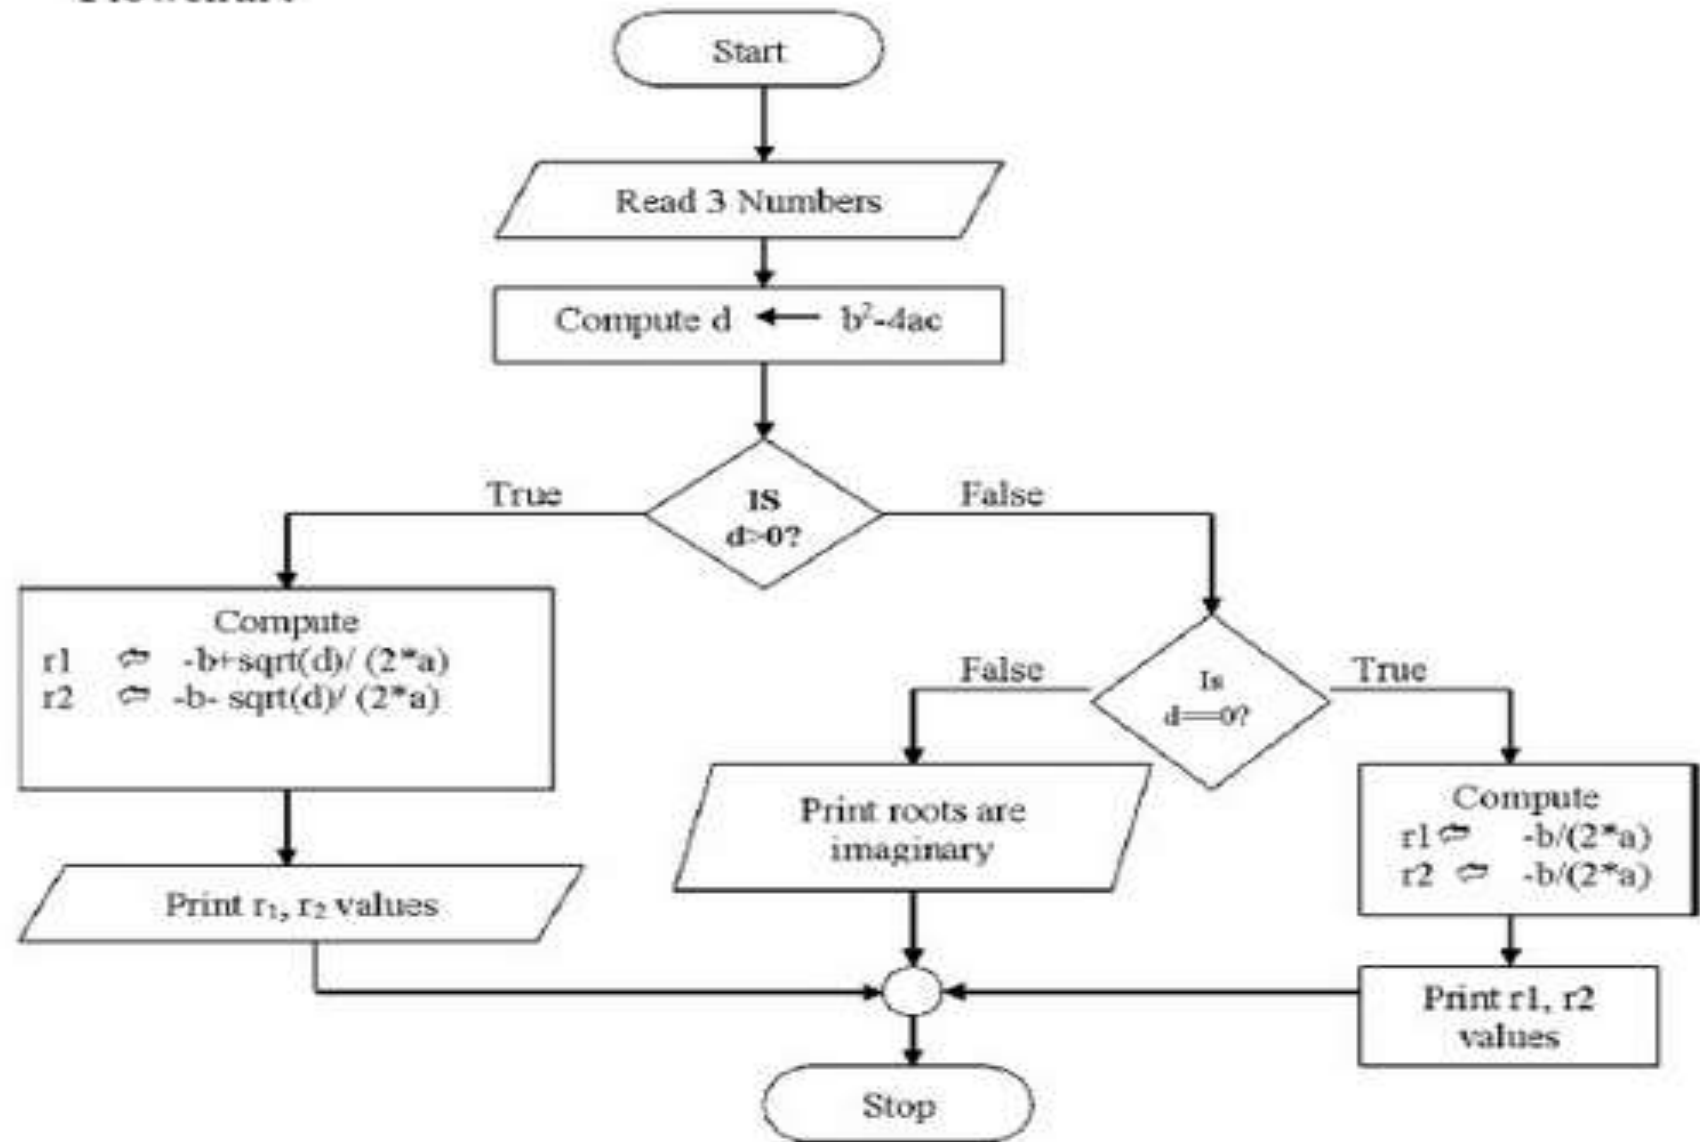 Start
Read 3 Numbers
Compute d ← b²-4ac
True
IS
d>0?
False
Compute
r1 ⇦ -b+sqrt(d)/ (2*a)
r2 ⇦ -b- sqrt(d)/ (2*a)
False
Is
d==0?
True
Print roots are
imaginary
Compute
r1⇦ -b/(2*a)
r2 ⇦ -b/(2*a)
Print r₁, r₂ values
Print r1, r2
values
Stop